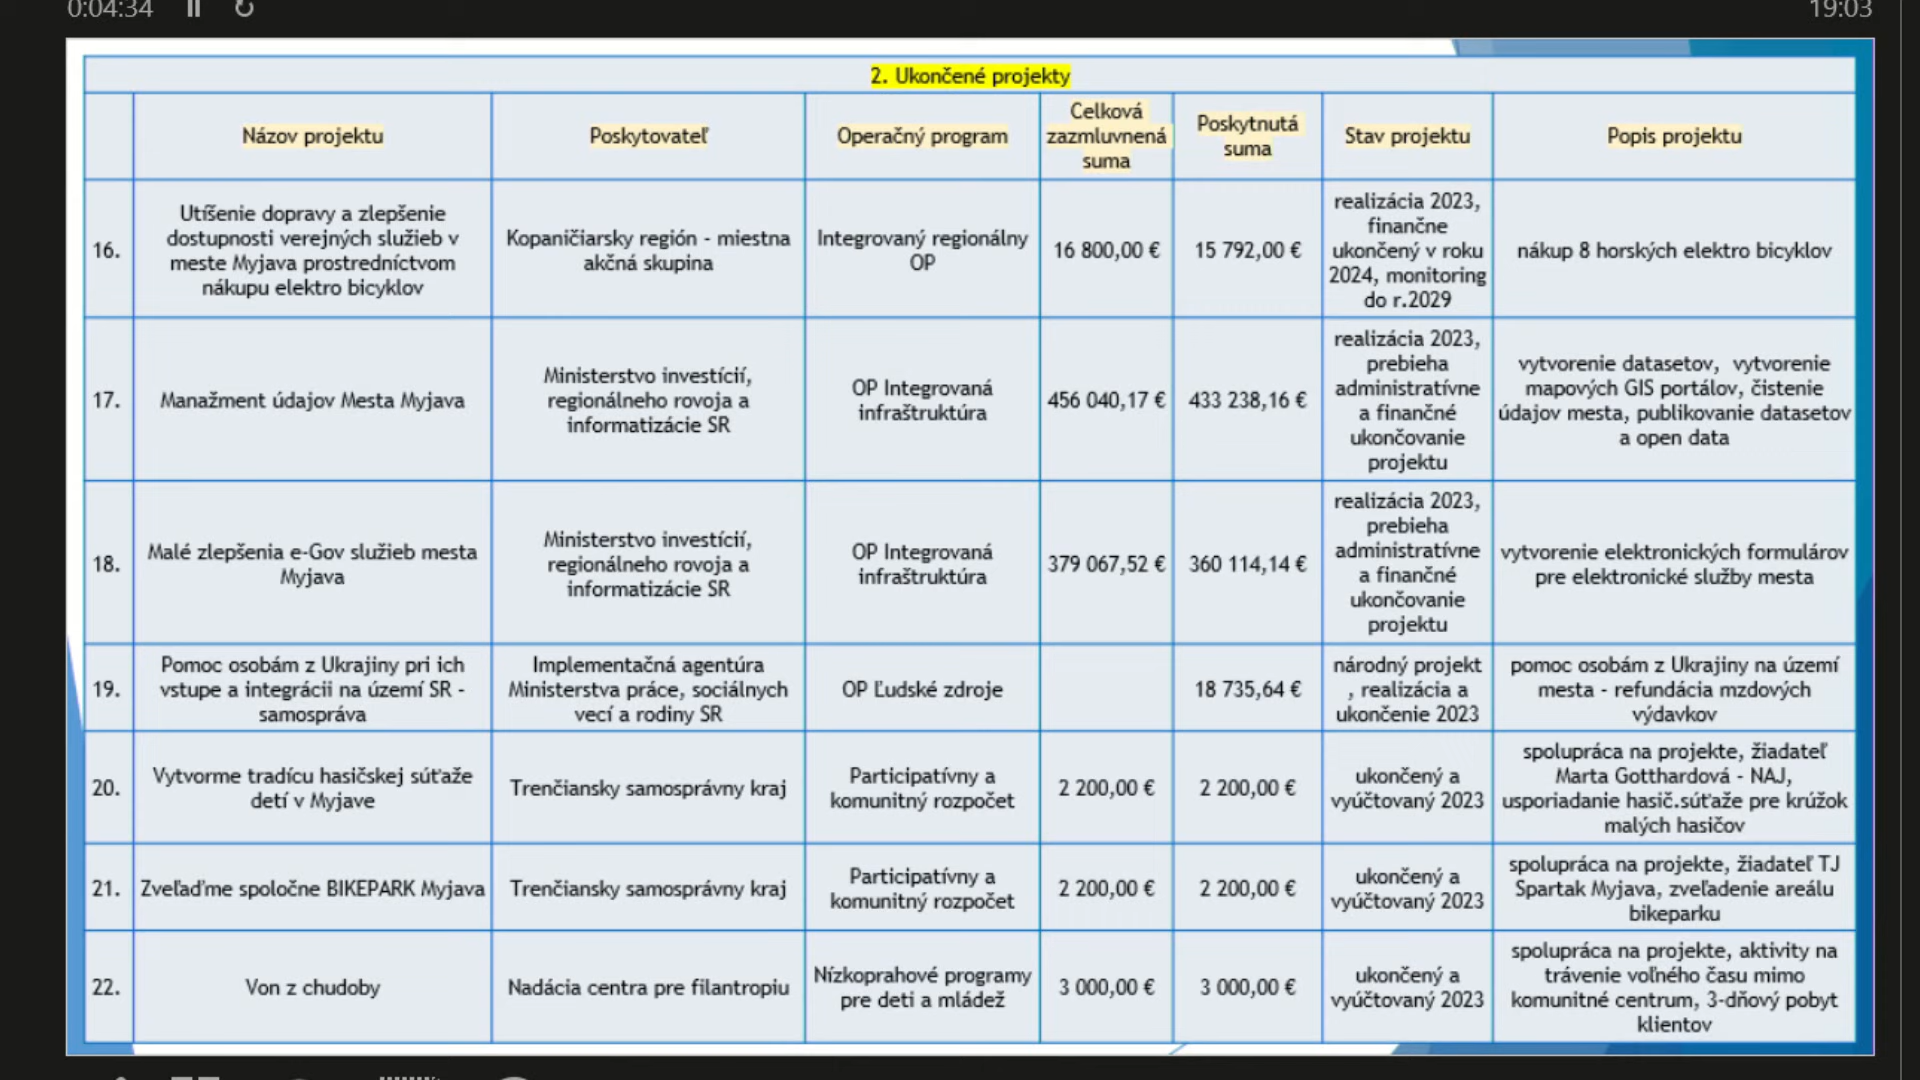 0:04:34
19:03
2. Ukončené projekty
Názov projektu
Poskytovateľ
Operačný program
Celková
zazmluvnená
suma
Poskytnutá
suma
Stav projektu
Popis projektu
16.
Utíšenie dopravy a zlepšenie
dostupnosti verejných služieb v
meste Myjava prostredníctvom
nákupu elektro bicyklov
Kopaničiarsky región - miestna
akčná skupina
Integrovaný regionálny
OP
16 800,00 €
15 792,00 €
realizácia 2023,
finančne
ukončený v roku
2024, monitoring
do r.2029
nákup 8 horských elektro bicyklov
17.
Manažment údajov Mesta Myjava
Ministerstvo investícií,
regionálneho rovoja a
informatizácie SR
OP Integrovaná
infraštruktúra
456 040,17 €
433 238,16 €
realizácia 2023,
prebieha
administratívne
a finančné
ukončovanie
projektu
vytvorenie datasetov, vytvorenie
mapových GIS portálov, čistenie
údajov mesta, publikovanie datasetov
a open data
18.
Malé zlepšenia e-Gov služieb mesta
Myjava
Ministerstvo investícií,
regionálneho rovoja a
informatizácie SR
OP Integrovaná
infraštruktúra
379 067,52 €
360 114,14 €
realizácia 2023,
prebieha
administratívne
a finančné
ukončovanie
projektu
vytvorenie elektronických formulárov
pre elektronické služby mesta
19.
Pomoc osobám z Ukrajiny pri ich
vstupe a integrácii na území SR -
samospráva
Implementačná agentúra
Ministerstva práce, sociálnych
vecí a rodiny SR
OP Ľudské zdroje
18 735,64 €
národný projekt
, realizácia a
ukončenie 2023
pomoc osobám z Ukrajiny na území
mesta - refundácia mzdových
výdavkov
20.
Vytvorme tradícu hasičskej súťaže
detí v Myjave
Trenčiansky samosprávny kraj
Participatívny a
komunitný rozpočet
2 200,00 €
2 200,00 €
ukončený a
vyúčtovaný 2023
spolupráca na projekte, žiadateľ
Marta Gotthardová - NAJ,
usporiadanie hasič.súťaže pre krúžok
malých hasičov
21.
Zveľaďme spoločne BIKEPARK Myjava
Trenčiansky samosprávny kraj
Participatívny a
komunitný rozpočet
2 200,00 €
2 200,00 €
ukončený a
vyúčtovaný 2023
spolupráca na projekte, žiadateľ TJ
Spartak Myjava, zveľadenie areálu
bikeparku
22.
Von z chudoby
Nadácia centra pre filantropiu
Nízkoprahové programy
pre deti a mládež
3 000,00 €
3 000,00 €
ukončený a
vyúčtovaný 2023
spolupráca na projekte, aktivity na
trávenie voľného času mimo
komunitné centrum, 3-dňový pobyt
klientov